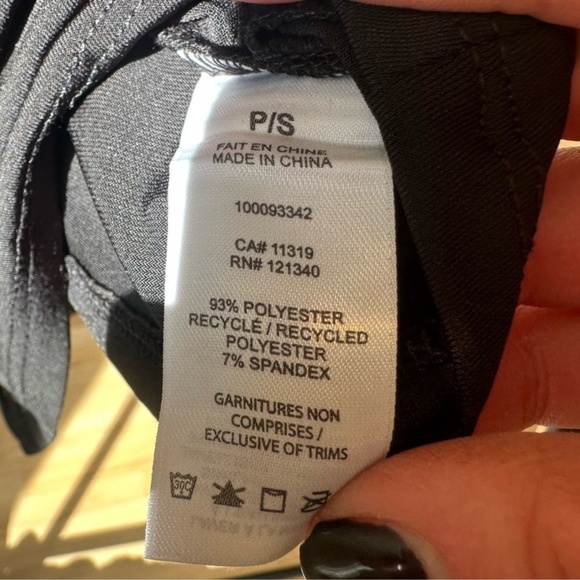 P/S
FAIT EN CHINE
MADE IN CHINA
100093342
CA# 11319
RN# 121340
93% POLYESTER
RECYCLÉ / RECYCLED
POLYESTER
7% SPANDEX
GARNITURES NON
COMPRISES /
EXCLUSIVE OF TRIMS
30C